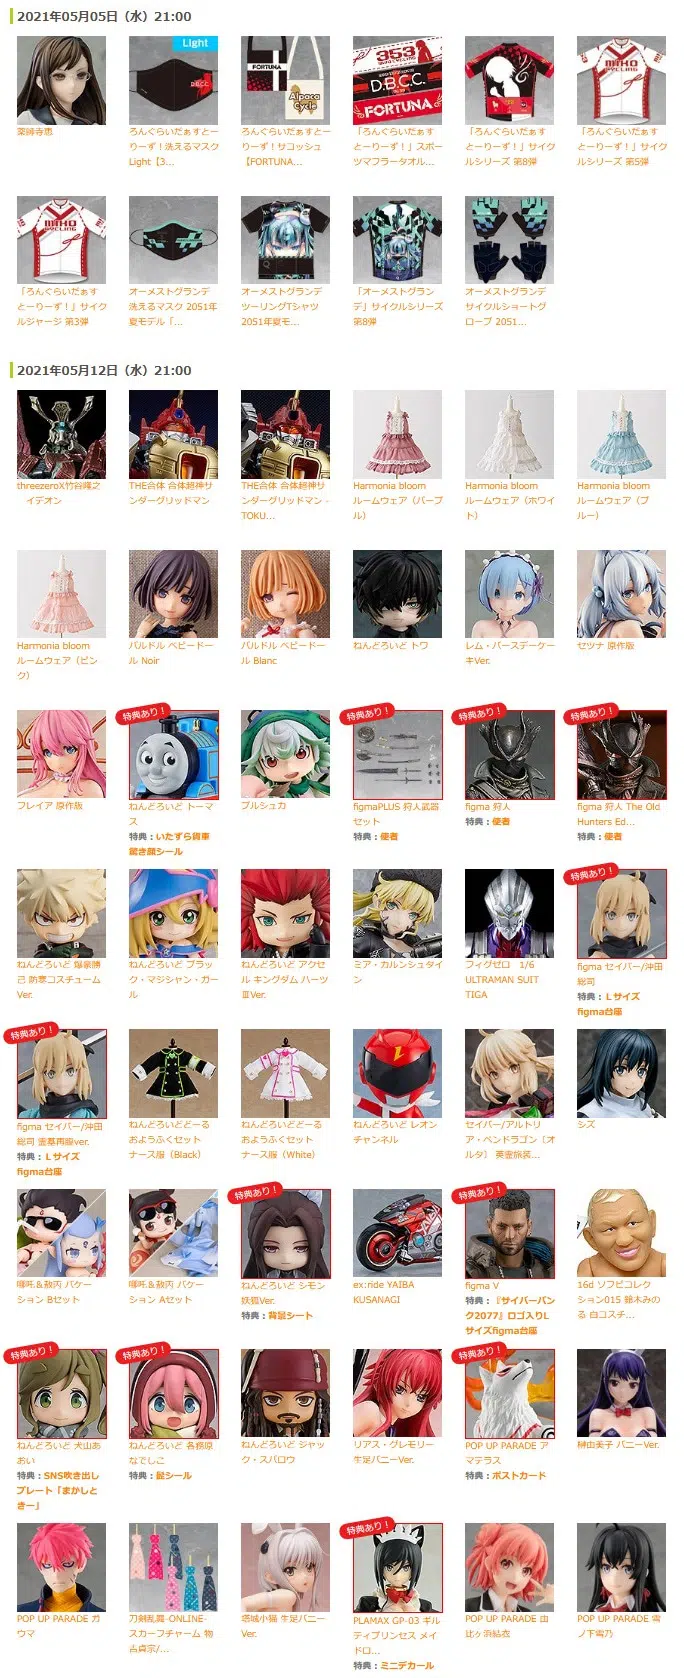 2021年05月05日（水）21:00
Light
D.B.C.C.
FORTUNA
Alpaca
Cycle
353
D.B.C.C.
FORTUNA
MIHO
CYCLING
薬師寺恵
ろんぐらいだぁすとーりーず！洗えるマスク
Light【3...
ろんぐらいだぁすとーりーず！サコッシュ
【FORTUNA...
「ろんぐらいだぁすとーりーず！」スポーツマフラータオル...
「ろんぐらいだぁすとーりーず！」サイクルシリーズ 第8弾
「ろんぐらいだぁすとーりーず！」サイクルシリーズ 第5弾
MIHO
CYCLING
「ろんぐらいだぁすとーりーず！」サイクルジャージ 第3弾
オーメストグランデ
洗えるマスク 2051年
夏モデル「...
オーメストグランデ
ツーリングTシャツ
2051年夏モ...
「オーメストグランデ」サイクルシリーズ
第8弾
オーメストグランデ
サイクルショートグローブ 2051...
2021年05月12日（水）21:00
threezeroX竹谷隆之
イデオン
THE合体 合体超神サンダーグリッドマン
THE合体 合体超神サンダーグリッドマン -
TOKU...
Harmonia bloom
ルームウェア（パープル）
Harmonia bloom
ルームウェア（ホワイト）
Harmonia bloom
ルームウェア（ブルー）
Harmonia bloom
ルームウェア（ピンク）
バルドル ベビードール Noir
バルドル ベビードール Blanc
ねんどろいど トワ
レム・バースデーケーキVer.
セツナ 原作版
フレイア 原作版
特典あり！
ねんどろいど トーマス
特典：いたずら貨車
驚き顔シール
プルシュカ
特典あり！
figmaPLUS 狩人武器
セット
特典：使者
特典あり！
figma 狩人
特典：使者
特典あり！
figma 狩人 The Old
Hunters Ed...
特典：使者
ねんどろいど 爆豪勝己 防寒コスチューム
Ver.
ねんどろいど ブラック・マジシャン・ガール
ねんどろいど アクセル キングダム ハーツ
ⅢVer.
ミア・カルンシュタイン
フィグゼロ 1/6
ULTRAMAN SUIT
TIGA
特典あり！
figma セイバー/沖田
総司
特典：Ｌサイズ
figma台座
特典あり！
figma セイバー/沖田
総司 霊基再臨ver.
特典：Ｌサイズ
figma台座
ねんどろいどどーる
おようふくセット
ナース服（Black）
ねんどろいどどーる
おようふくセット
ナース服（White）
ねんどろいど レオン
チャンネル
セイバー/アルトリア・ペンドラゴン〔オルタ〕 英霊旅装...
シズ
哪吒＆敖丙 バケーション Bセット
哪吒＆敖丙 バケーション Aセット
特典あり！
ねんどろいど シモン
妖狐Ver.
特典：背景シート
ex:ride YAIBA
KUSANAGI
特典あり！
figma V
特典：『サイバーパンク2077』ロゴ入りL
サイズfigma台座
16d ソフビコレクション015 鈴木みのる 白コスチ...
特典あり！
ねんどろいど 犬山あおい
特典：SNS吹き出し
プレート「まかしときー」
特典あり！
ねんどろいど 各務原
なでしこ
特典：髭シール
ねんどろいど ジャック・スパロウ
リアス・グレモリー
生足バニーVer.
特典あり！
POP UP PARADE アマテラス
特典：ポストカード
榊由美子 バニーVer.
POP UP PARADE ガウマ
刀剣乱舞-ONLINE-
スカーフチャーム 物吉貞宗/...
塔城小猫 生足バニー
Ver.
特典あり！
PLAMAX GP-03 ギルティプリンセス メイドロ...
特典：ミニデカール
POP UP PARADE 由比ヶ浜結衣
POP UP PARADE 雪ノ下雪乃